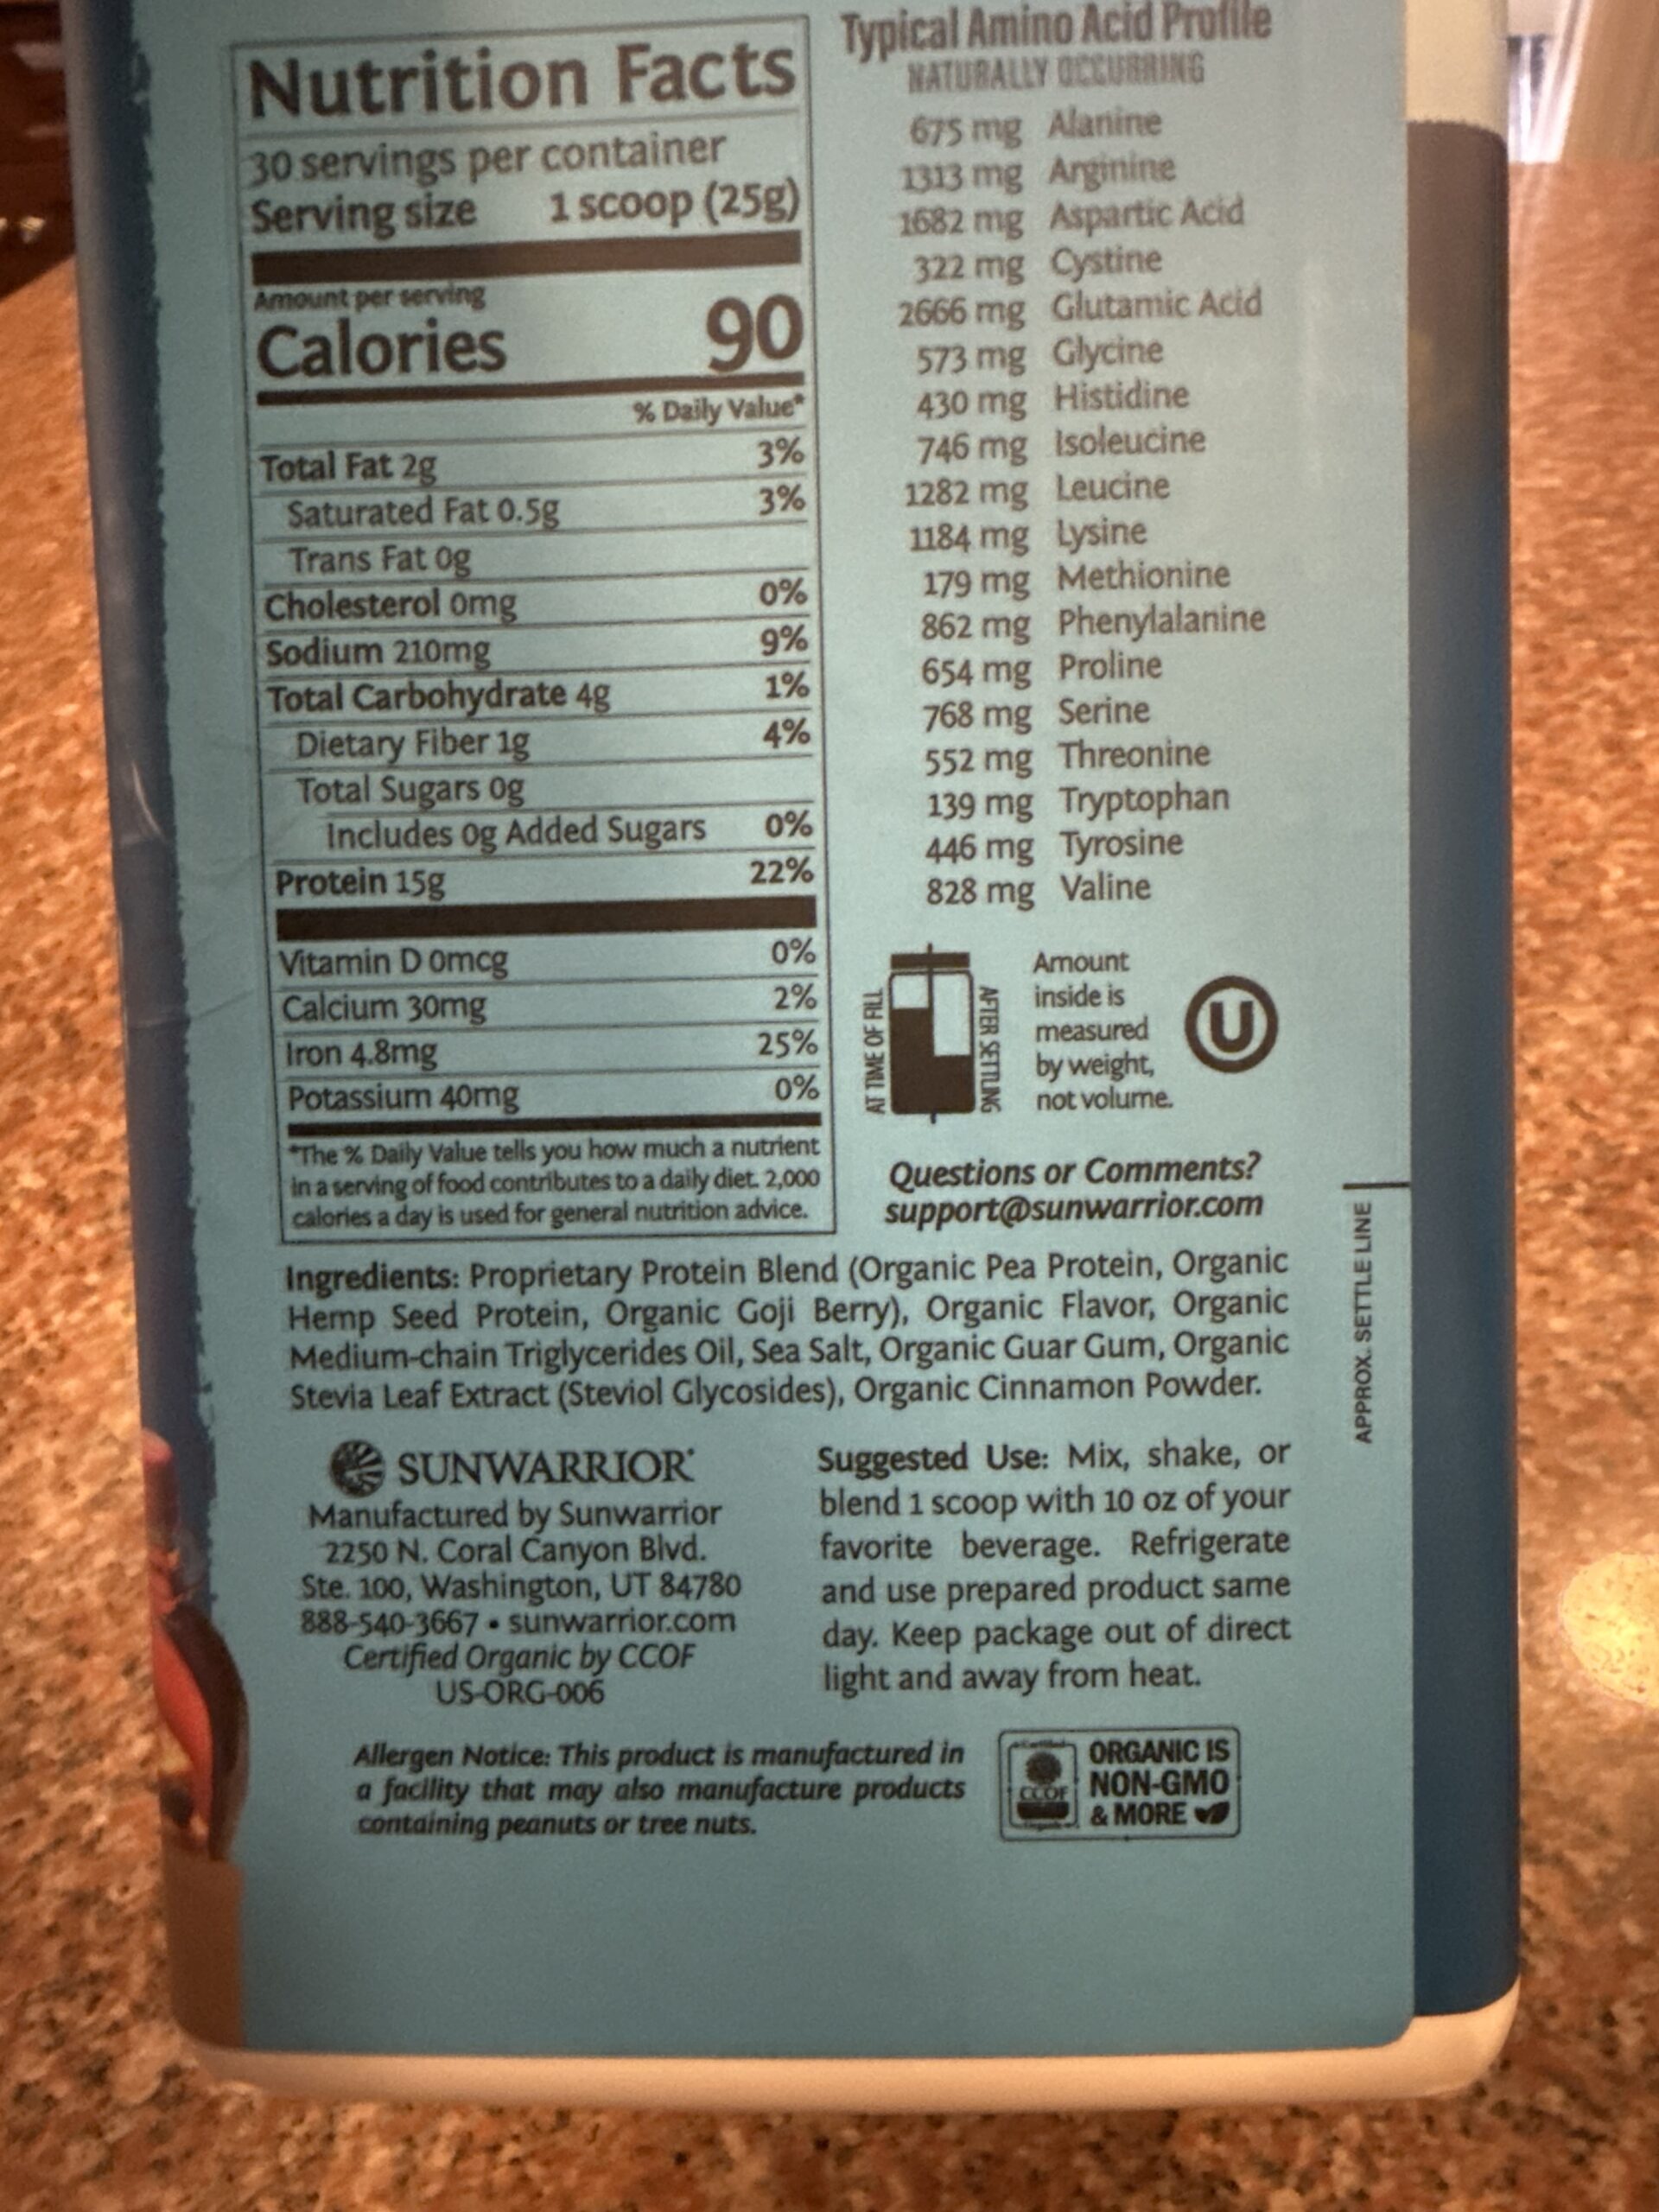 Nutrition Facts
30 servings per container
Serving size 1 scoop (25g)
Amount per serving
Calories 90
% Daily Value*
Total Fat 2g 3%
Saturated Fat 0.5g 3%
Trans Fat 0g
Cholesterol 0mg 0%
Sodium 210mg 9%
Total Carbohydrate 4g 1%
Dietary Fiber 1g 4%
Total Sugars 0g
Includes 0g Added Sugars 0%
Protein 15g 22%
Vitamin D 0mcg 0%
Calcium 30mg 2%
Iron 4.8mg 25%
Potassium 40mg 0%
*The % Daily Value tells you how much a nutrient
in a serving of food contributes to a daily diet. 2,000
calories a day is used for general nutrition advice.
Typical Amino Acid Profile
NATURALLY OCCURRING
675 mg Alanine
1313 mg Arginine
1682 mg Aspartic Acid
322 mg Cystine
2666 mg Glutamic Acid
573 mg Glycine
430 mg Histidine
746 mg Isoleucine
1282 mg Leucine
1184 mg Lysine
179 mg Methionine
862 mg Phenylalanine
654 mg Proline
768 mg Serine
552 mg Threonine
139 mg Tryptophan
446 mg Tyrosine
828 mg Valine
AT TIME OF FILL
AFTER SETTLING
Amount
inside is
measured
by weight,
not volume.
U
Questions or Comments?
support@sunwarrior.com
APPROX. SETTLE LINE
Ingredients: Proprietary Protein Blend (Organic Pea Protein, Organic
Hemp Seed Protein, Organic Goji Berry), Organic Flavor, Organic
Medium-chain Triglycerides Oil, Sea Salt, Organic Guar Gum, Organic
Stevia Leaf Extract (Steviol Glycosides), Organic Cinnamon Powder.
SUNWARRIOR
Manufactured by Sunwarrior
2250 N. Coral Canyon Blvd.
Ste. 100, Washington, UT 84780
888-540-3667 • sunwarrior.com
Certified Organic by CCOF
US-ORG-006
Suggested Use: Mix, shake, or
blend 1 scoop with 10 oz of your
favorite beverage. Refrigerate
and use prepared product same
day. Keep package out of direct
light and away from heat.
Allergen Notice: This product is manufactured in
a facility that may also manufacture products
containing peanuts or tree nuts.
CCOF
ORGANIC IS
NON-GMO
& MORE